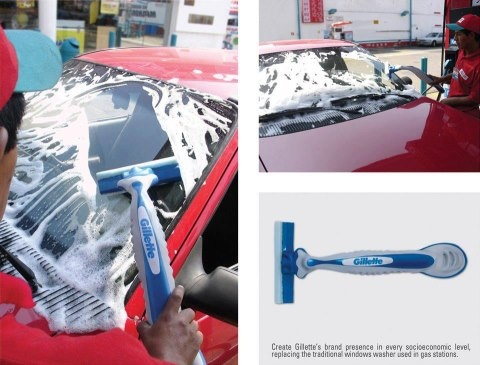 Gillette
Gillette
Create Gillette's brand presence in every socioeconomic level,
replacing the traditional windows washer used in gas stations.